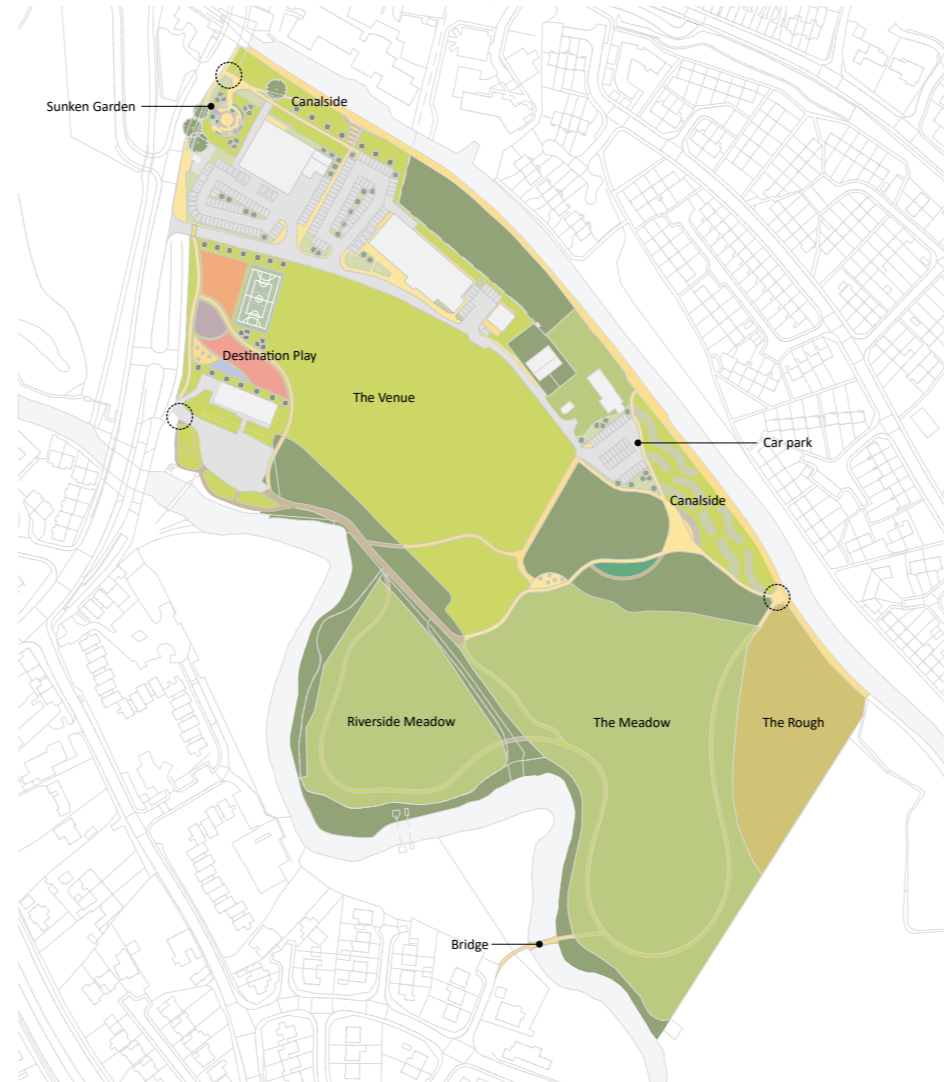 Canalside
Sunken Garden
Destination Play
The Venue
Car park
Canalside
Riverside Meadow
The Meadow
The Rough
Bridge